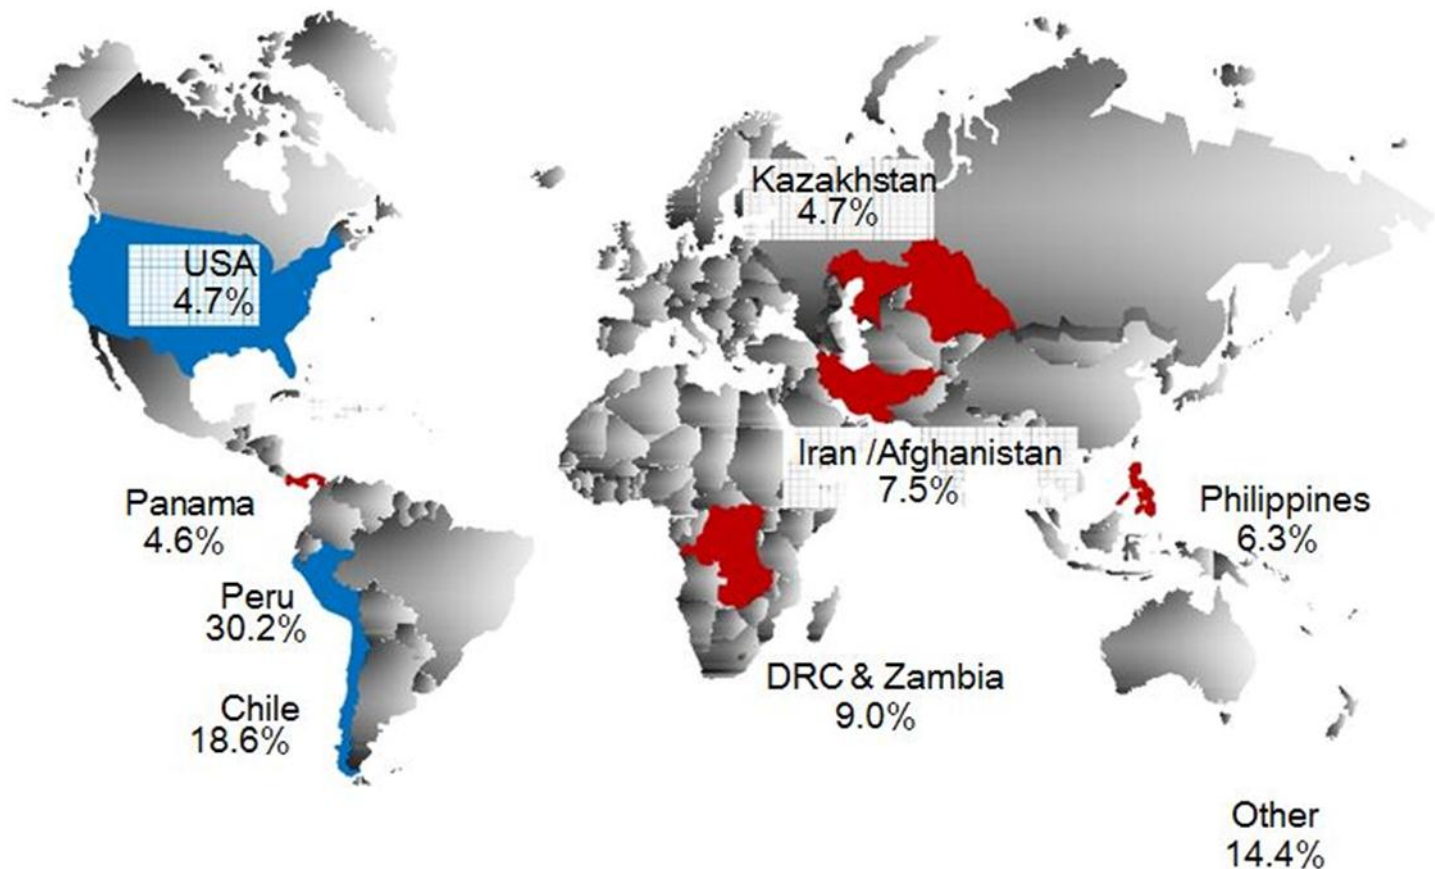 Kazakhstan
4.7%
USA
4.7%
Iran /Afghanistan
7.5%
Panama
4.6%
Philippines
6.3%
Peru
30.2%
DRC & Zambia
9.0%
Chile
18.6%
Other
14.4%